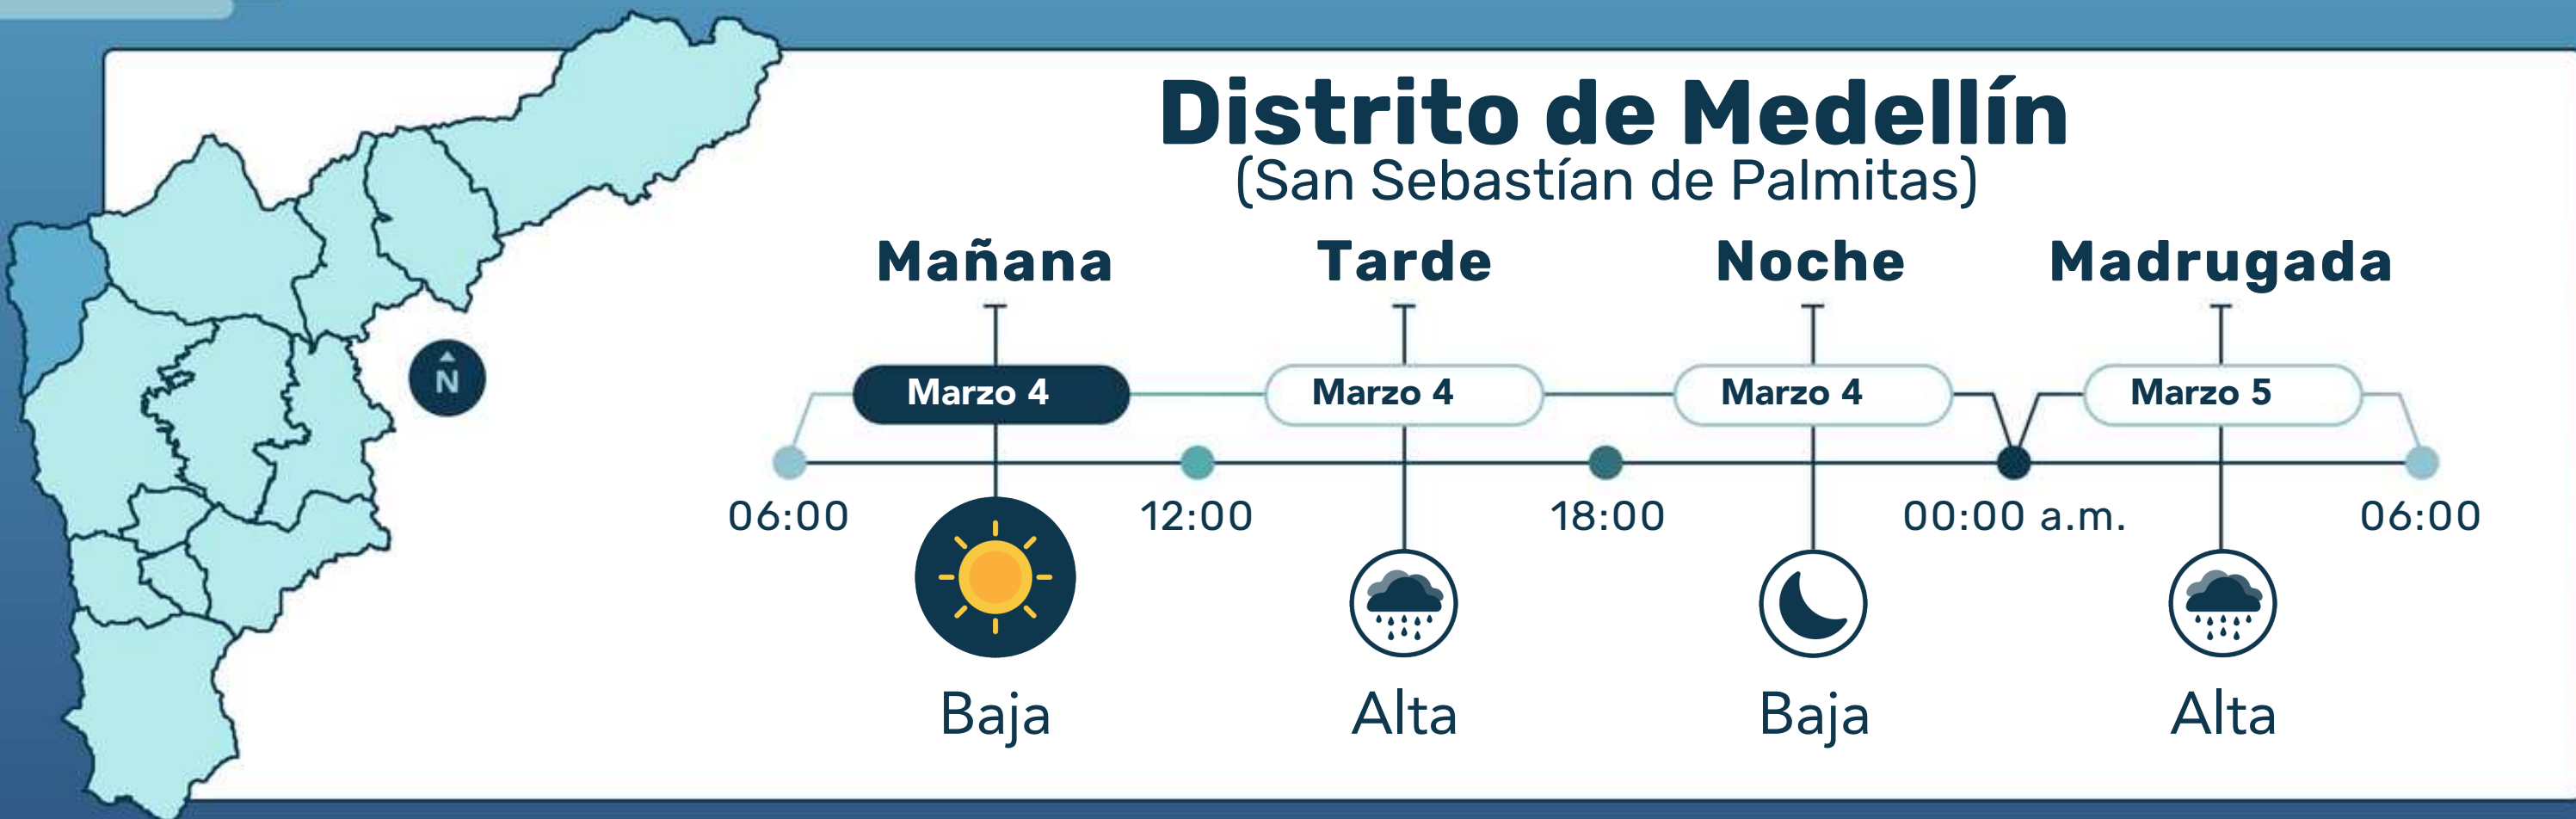 Distrito de Medellín
(San Sebastían de Palmitas)
Mañana Tarde Noche Madrugada
Marzo 4 Marzo 4 Marzo 4 Marzo 5
N
06:00 12:00 18:00 00:00 a.m. 06:00
Baja Alta Baja Alta